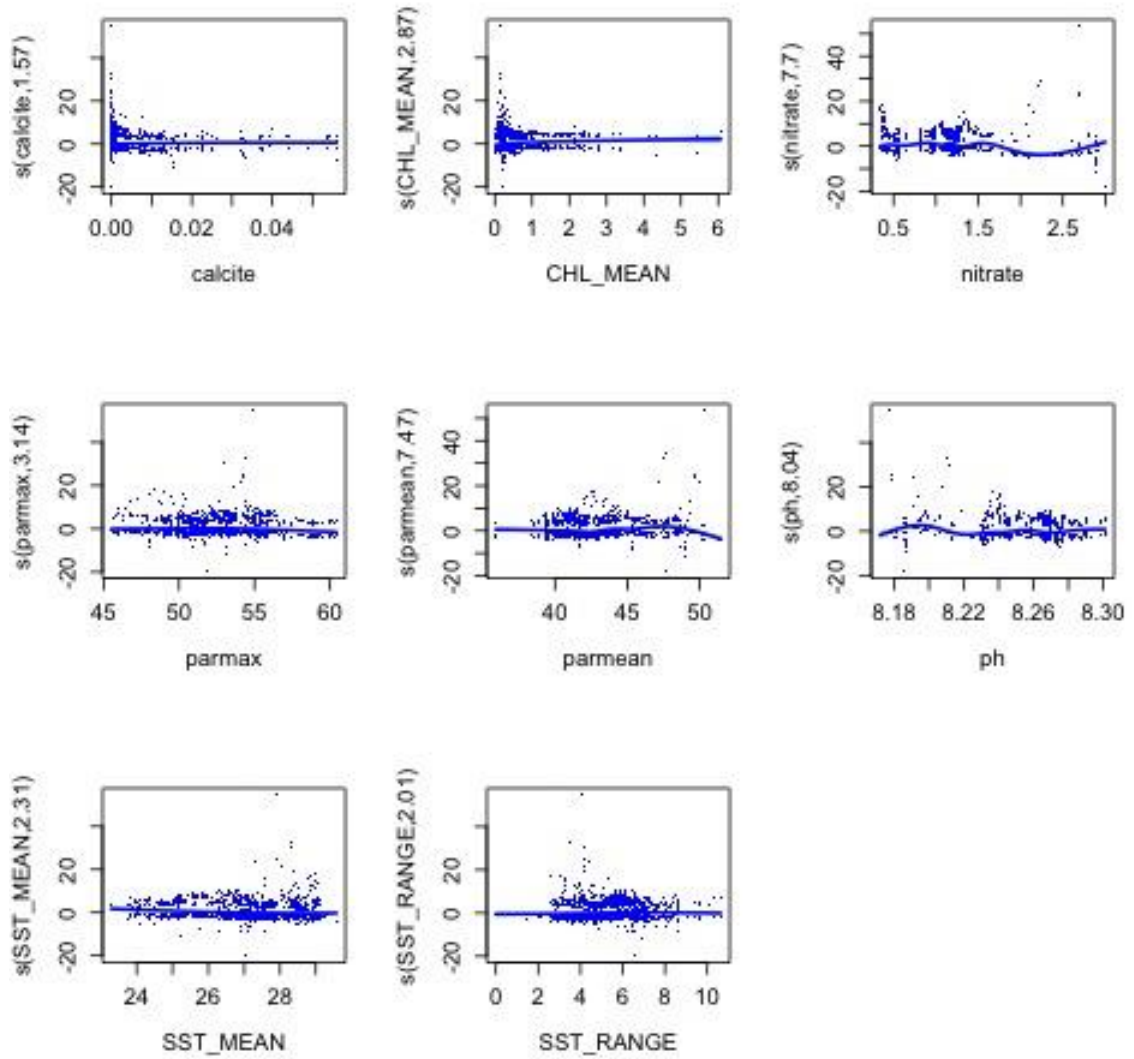 s(calcite,1.57)
20
0
-20
0.00 0.02 0.04
calcite
s(CHL_MEAN,2.87)
20
0
-20
0 1 2 3 4 5 6
CHL_MEAN
s(nitrate,7.7)
40
20
0
-20
0.5 1.5 2.5
nitrate
s(parmax,3.14)
20
0
-20
45 50 55 60
parmax
s(parmean,7.47)
40
20
0
-20
40 45 50
parmean
s(ph,8.04)
20
0
-20
8.18 8.22 8.26 8.30
ph
s(SST_MEAN,2.31)
20
0
-20
24 26 28
SST_MEAN
s(SST_RANGE,2.01)
20
0
-20
0 2 4 6 8 10
SST_RANGE